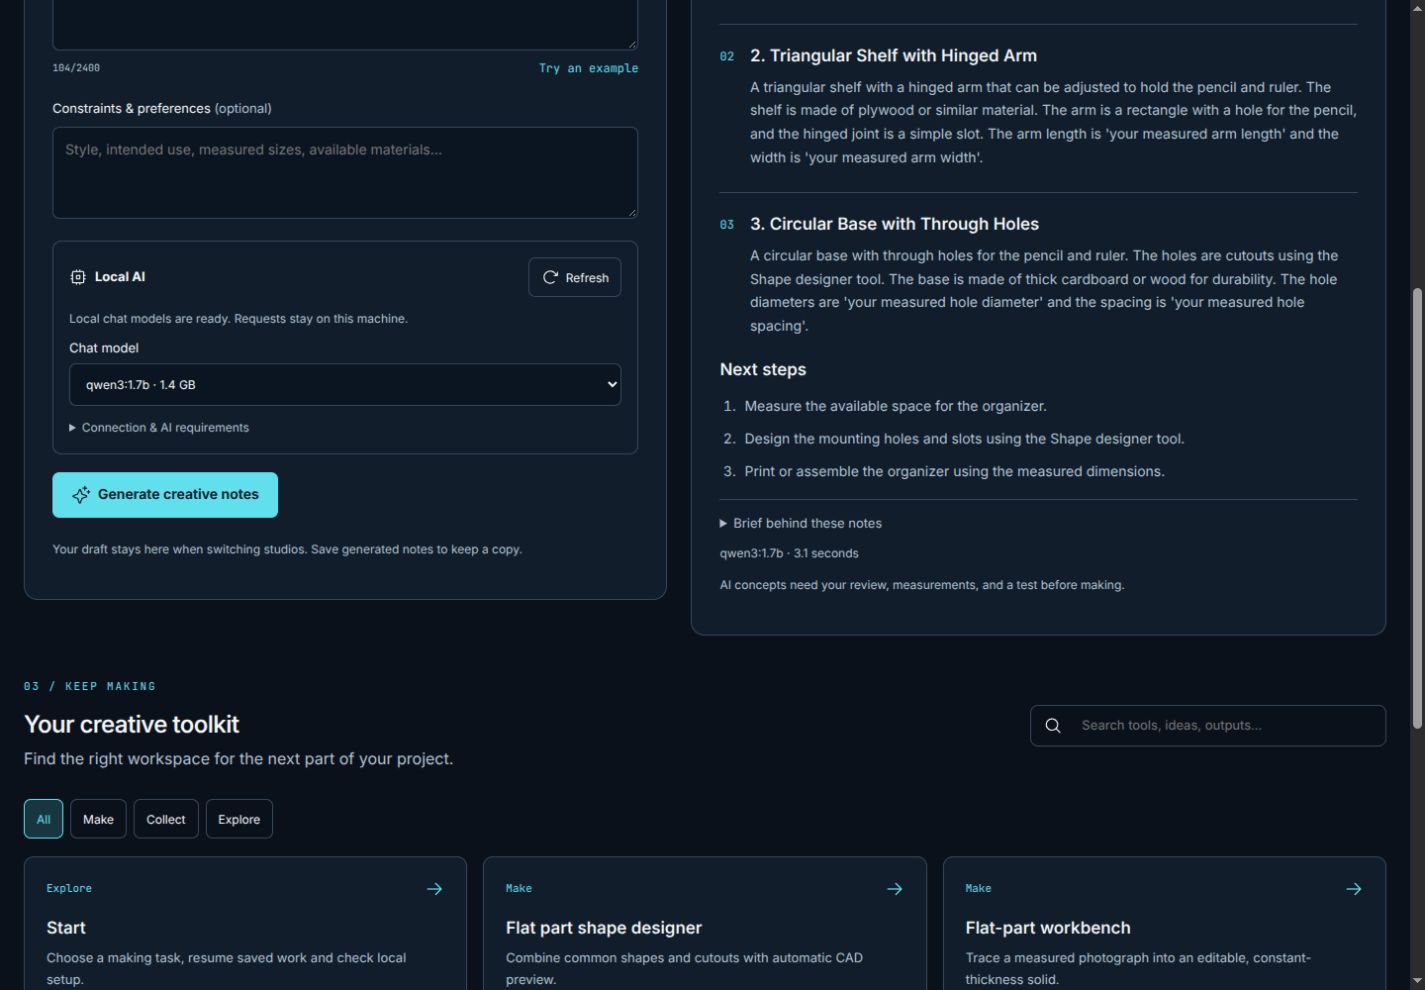 104/2400
Try an example
Constraints & preferences (optional)
Style, intended use, measured sizes, available materials...
Local AI
Refresh
Local chat models are ready. Requests stay on this machine.
Chat model
qwen3:1.7b · 1.4 GB
Connection & AI requirements
Generate creative notes
Your draft stays here when switching studios. Save generated notes to keep a copy.
02 2. Triangular Shelf with Hinged Arm
A triangular shelf with a hinged arm that can be adjusted to hold the pencil and ruler. The
shelf is made of plywood or similar material. The arm is a rectangle with a hole for the pencil,
and the hinged joint is a simple slot. The arm length is 'your measured arm length' and the
width is 'your measured arm width'.
03 3. Circular Base with Through Holes
A circular base with through holes for the pencil and ruler. The holes are cutouts using the
Shape designer tool. The base is made of thick cardboard or wood for durability. The hole
diameters are 'your measured hole diameter' and the spacing is 'your measured hole
spacing'.
Next steps
1. Measure the available space for the organizer.
2. Design the mounting holes and slots using the Shape designer tool.
3. Print or assemble the organizer using the measured dimensions.
Brief behind these notes
qwen3:1.7b · 3.1 seconds
AI concepts need your review, measurements, and a test before making.
03 / KEEP MAKING
Your creative toolkit
Find the right workspace for the next part of your project.
Search tools, ideas, outputs...
All
Make
Collect
Explore
Explore
Start
Choose a making task, resume saved work and check local
setup.
Make
Flat part shape designer
Combine common shapes and cutouts with automatic CAD
preview.
Make
Flat-part workbench
Trace a measured photograph into an editable, constant-
thickness solid.